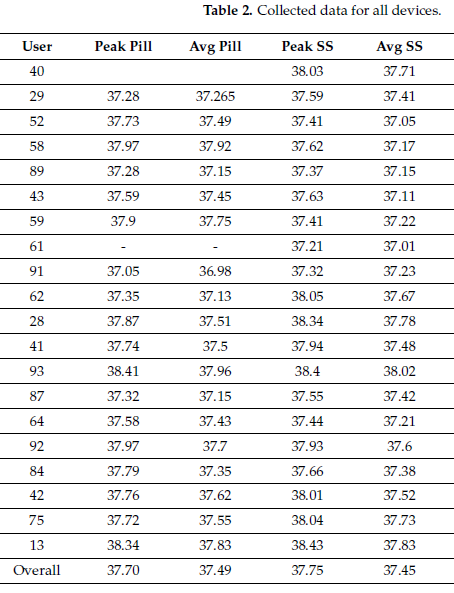 Table 2. Collected data for all devices.
User Peak Pill Avg Pill Peak SS Avg SS
40 38.03 37.71
29 37.28 37.265 37.59 37.41
52 37.73 37.49 37.41 37.05
58 37.97 37.92 37.62 37.17
89 37.28 37.15 37.37 37.15
43 37.59 37.45 37.63 37.11
59 37.9 37.75 37.41 37.22
61 - - 37.21 37.01
91 37.05 36.98 37.32 37.23
62 37.35 37.13 38.05 37.67
28 37.87 37.51 38.34 37.78
41 37.74 37.5 37.94 37.48
93 38.41 37.96 38.4 38.02
87 37.32 37.15 37.55 37.42
64 37.58 37.43 37.44 37.21
92 37.97 37.7 37.93 37.6
84 37.79 37.35 37.66 37.38
42 37.76 37.62 38.01 37.52
75 37.72 37.55 38.04 37.73
13 38.34 37.83 38.43 37.83
Overall 37.70 37.49 37.75 37.45